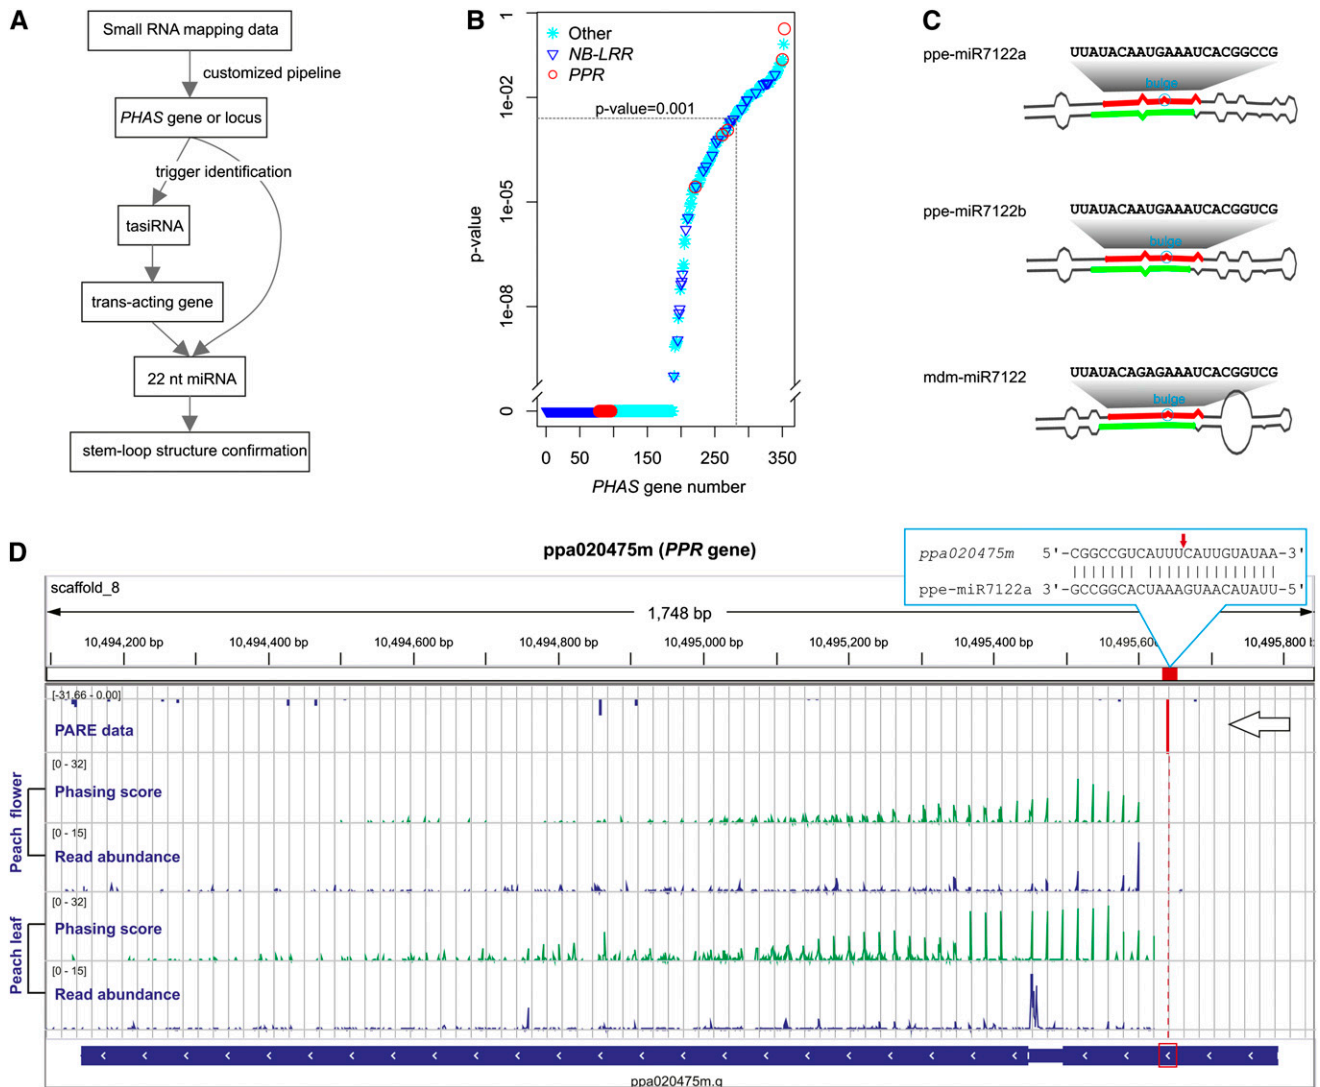 A
Small RNA mapping data
customized pipeline
PHAS gene or locus
trigger identification
tasiRNA
trans-acting gene
22 nt miRNA
stem-loop structure confirmation
B
Other
NB-LRR
PPR
p-value=0.001
p-value
1
1e-02
1e-05
1e-08
0
0 50 150 250 350
PHAS gene number
C
ppe-miR7122a
UUAUACAAUGAAAUCACGGCCG
bulge
ppe-miR7122b
UUAUACAAUGAAAUCACGGUCG
bulge
mdm-miR7122
UUAUACAGAGAAAUCACGGUCG
bulge
D
ppa020475m (PPR gene)
ppa020475m 5'-CGGCCGUCAUUUCAUUGUAUAA-3'
ppe-miR7122a 3'-GCCGGCACUAAAGUAACAUAUU-5'
scaffold_8
1,748 bp
10,494,200 bp 10,494,400 bp 10,494,600 bp 10,494,800 bp 10,495,000 bp 10,495,200 bp 10,495,400 bp 10,495,6 10,495,800 b
[-31.66 - 0.00]
PARE data
Peach flower
[0 - 32]
Phasing score
[0 - 15]
Read abundance
Peach leaf
[0 - 32]
Phasing score
[0 - 15]
Read abundance
ppa020475m.g